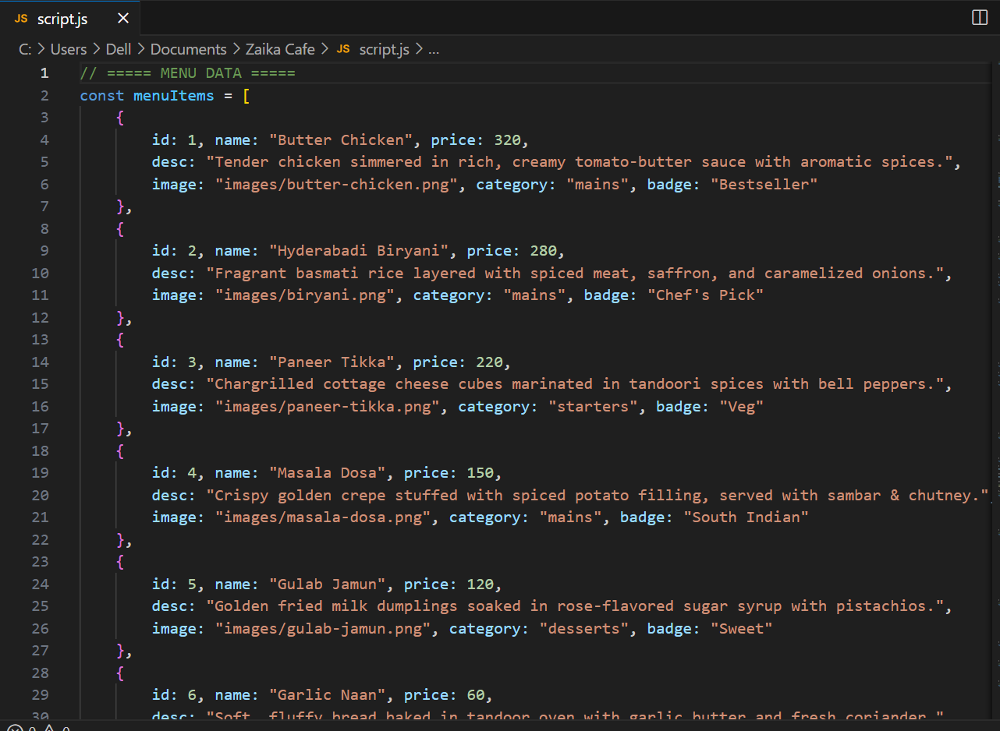 JS script.js
C: > Users > Dell > Documents > Zaika Cafe > JS script.js > ...
1 // ===== MENU DATA =====
2 const menuItems = [
3 {
4 id: 1, name: "Butter Chicken", price: 320,
5 desc: "Tender chicken simmered in rich, creamy tomato-butter sauce with aromatic spices.",
6 image: "images/butter-chicken.png", category: "mains", badge: "Bestseller"
7 },
8 {
9 id: 2, name: "Hyderabadi Biryani", price: 280,
10 desc: "Fragrant basmati rice layered with spiced meat, saffron, and caramelized onions.",
11 image: "images/biryani.png", category: "mains", badge: "Chef's Pick"
12 },
13 {
14 id: 3, name: "Paneer Tikka", price: 220,
15 desc: "Chargrilled cottage cheese cubes marinated in tandoori spices with bell peppers.",
16 image: "images/paneer-tikka.png", category: "starters", badge: "Veg"
17 },
18 {
19 id: 4, name: "Masala Dosa", price: 150,
20 desc: "Crispy golden crepe stuffed with spiced potato filling, served with sambar & chutney."
21 image: "images/masala-dosa.png", category: "mains", badge: "South Indian"
22 },
23 {
24 id: 5, name: "Gulab Jamun", price: 120,
25 desc: "Golden fried milk dumplings soaked in rose-flavored sugar syrup with pistachios.",
26 image: "images/gulab-jamun.png", category: "desserts", badge: "Sweet"
27 },
28 {
29 id: 6, name: "Garlic Naan", price: 60,
30 desc: "Soft, fluffy bread baked in tandoor oven with garlic butter and fresh coriander."
0 0